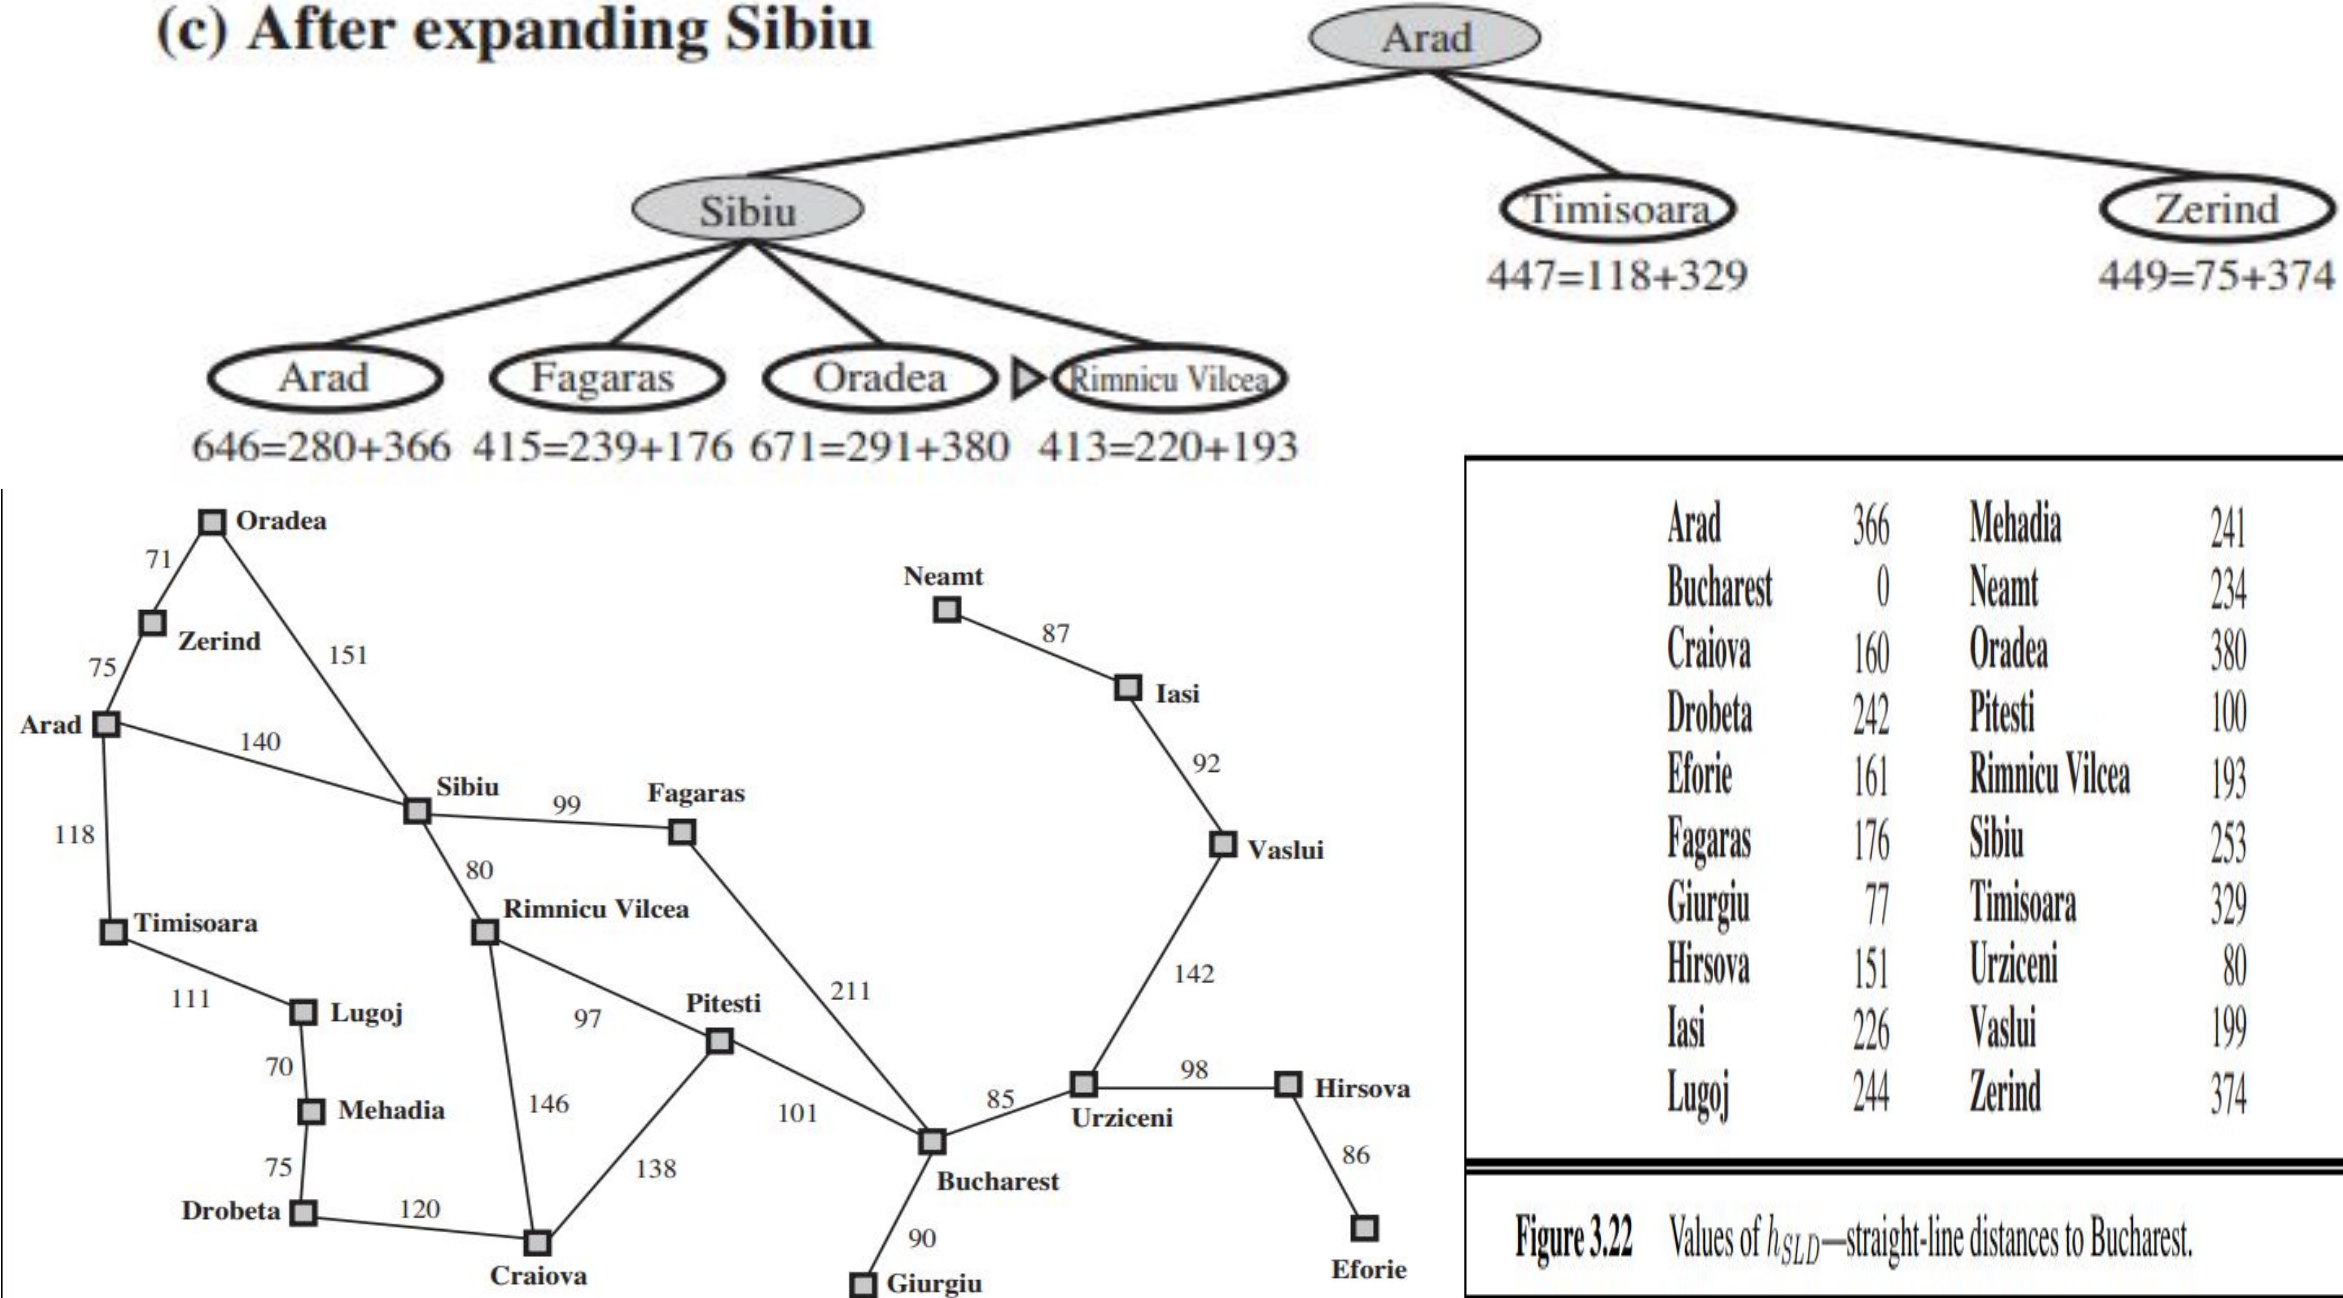 (c) After expanding Sibiu
Arad
Sibiu
Timisoara
Zerind
447=118+329
449=75+374
Arad
Fagaras
Oradea
Rimnicu Vilcea
646=280+366
415=239+176
671=291+380
413=220+193
Oradea
71
Neamt
87
Zerind
151
75
Iasi
Arad
140
92
Sibiu
99
Fagaras
118
80
Vaslui
Timisoara
Rimnicu Vilcea
142
111
Lugoj
97
Pitesti
211
70
98
Hirsova
Mehadia
146
101
85
Urziceni
75
138
86
Bucharest
Drobeta
120
90
Craiova
Giurgiu
Eforie
Arad 366 Mehadia 241
Bucharest 0 Neamt 234
Craiova 160 Oradea 380
Drobeta 242 Pitesti 100
Eforie 161 Rimnicu Vilcea 193
Fagaras 176 Sibiu 253
Giurgiu 77 Timisoara 329
Hirsova 151 Urziceni 80
Iasi 226 Vaslui 199
Lugoj 244 Zerind 374
Figure 3.22 Values of hSLD—straight-line distances to Bucharest.